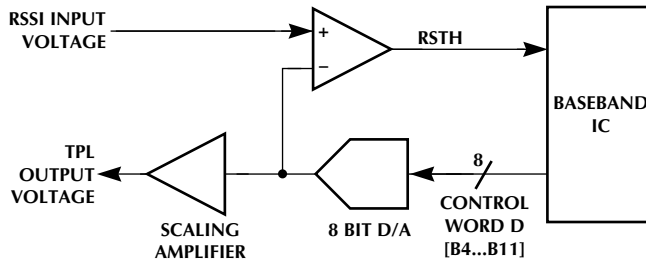 RSSI INPUT
VOLTAGE
+
−
RSTH
BASEBAND
IC
TPL
OUTPUT
VOLTAGE
SCALING
AMPLIFIER
8 BIT D/A
8
CONTROL
WORD D
[B4...B11]